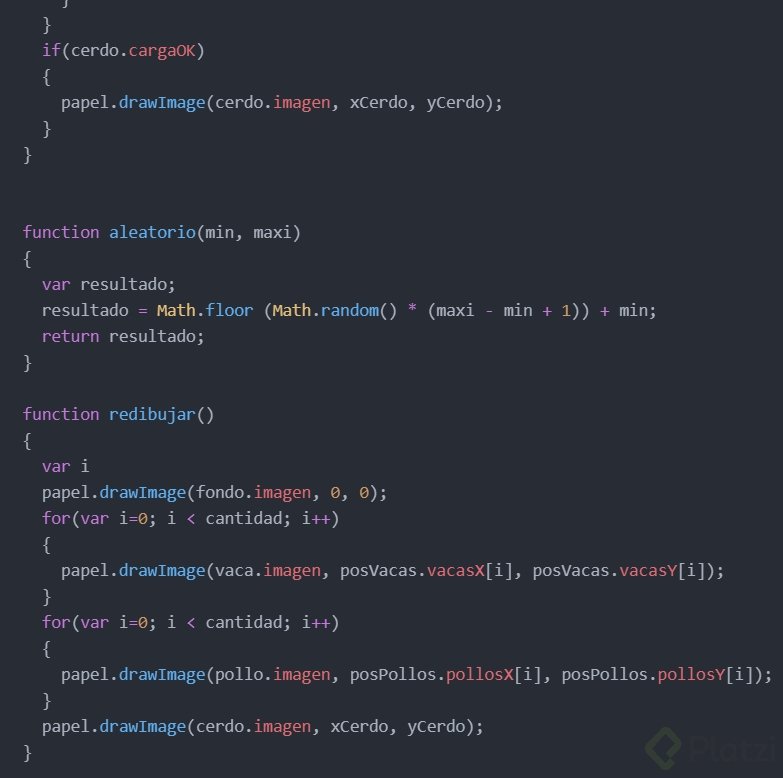 }
}
if(cerdo.cargaOK)
{
papel.drawImage(cerdo.imagen, xCerdo, yCerdo);
}
}
function aleatorio(min, maxi)
{
var resultado;
resultado = Math.floor (Math.random() * (maxi - min + 1)) + min;
return resultado;
}
function redibujar()
{
var i
papel.drawImage(fondo.imagen, 0, 0);
for(var i=0; i < cantidad; i++)
{
papel.drawImage(vaca.imagen, posVacas.vacasX[i], posVacas.vacasY[i]);
}
for(var i=0; i < cantidad; i++)
{
papel.drawImage(pollo.imagen, posPollos.pollosX[i], posPollos.pollosY[i]);
}
papel.drawImage(cerdo.imagen, xCerdo, yCerdo);
}
Platzi